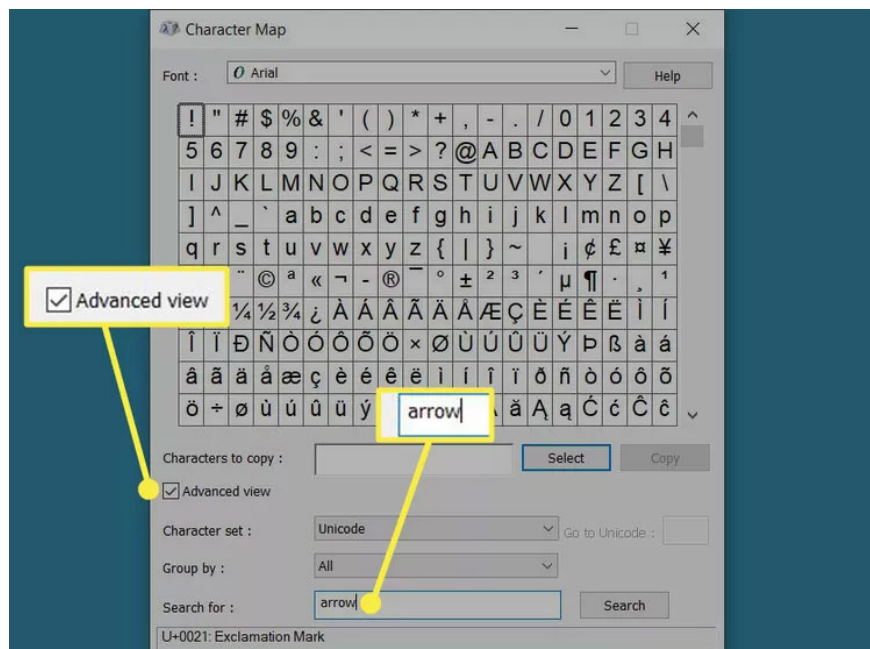 Character Map
Font : O Arial Help
! " # $ % & ' ( ) * + , - . / 0 1 2 3 4
5 6 7 8 9 : ; < = > ? @ A B C D E F G H
I J K L M N O P Q R S T U V W X Y Z [ \
] ^ _ ` a b c d e f g h i j k l m n o p
q r s t u v w x y z { | } ~ ¡ ¢ £ ¤ ¥
¨ © ª « ¬ - ® ¯ ° ± ² ³ ´ µ ¶ · ¸ ¹
Advanced view
¼ ½ ¾ ¿ À Á Â Ã Ä Å Æ Ç È É Ê Ë Ì Í
Î Ï Ð Ñ Ò Ó Ô Õ Ö × Ø Ù Ú Û Ü Ý Þ ß à á
â ã ä å æ ç è é ê ë ì í î ï ð ñ ò ó ô õ
ö ÷ ø ù ú û ü ý ă Ą ą Ć ć Ĉ ĉ
arrow
Characters to copy : Select Copy
Advanced view
Character set : Unicode Go to Unicode :
Group by : All
Search for : arrow Search
U+0021: Exclamation Mark